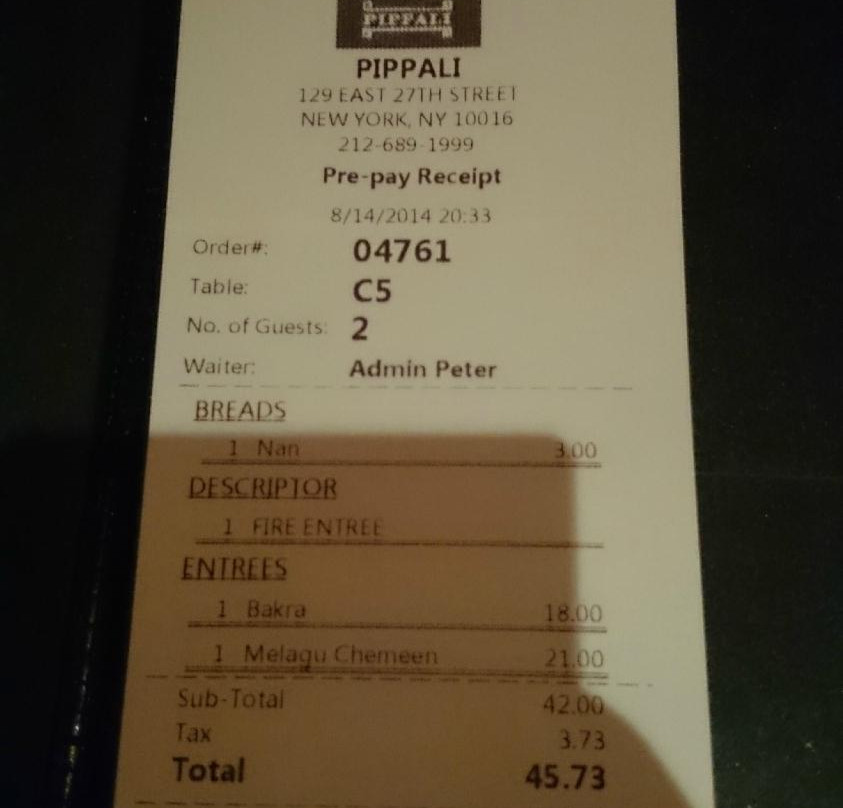 PIPPALI
PIPPALI
129 EAST 27TH STREET
NEW YORK, NY 10016
212-689-1999
Pre-pay Receipt
8/14/2014 20:33
Order#: 04761
Table: C5
No. of Guests: 2
Waiter: Admin Peter
BREADS
1 Nan 3.00
DESCRIPTOR
1 FIRE ENTREE
ENTREES
1 Bakra 18.00
1 Melagu Chemeen 21.00
Sub-Total 42.00
Tax 3.73
Total 45.73